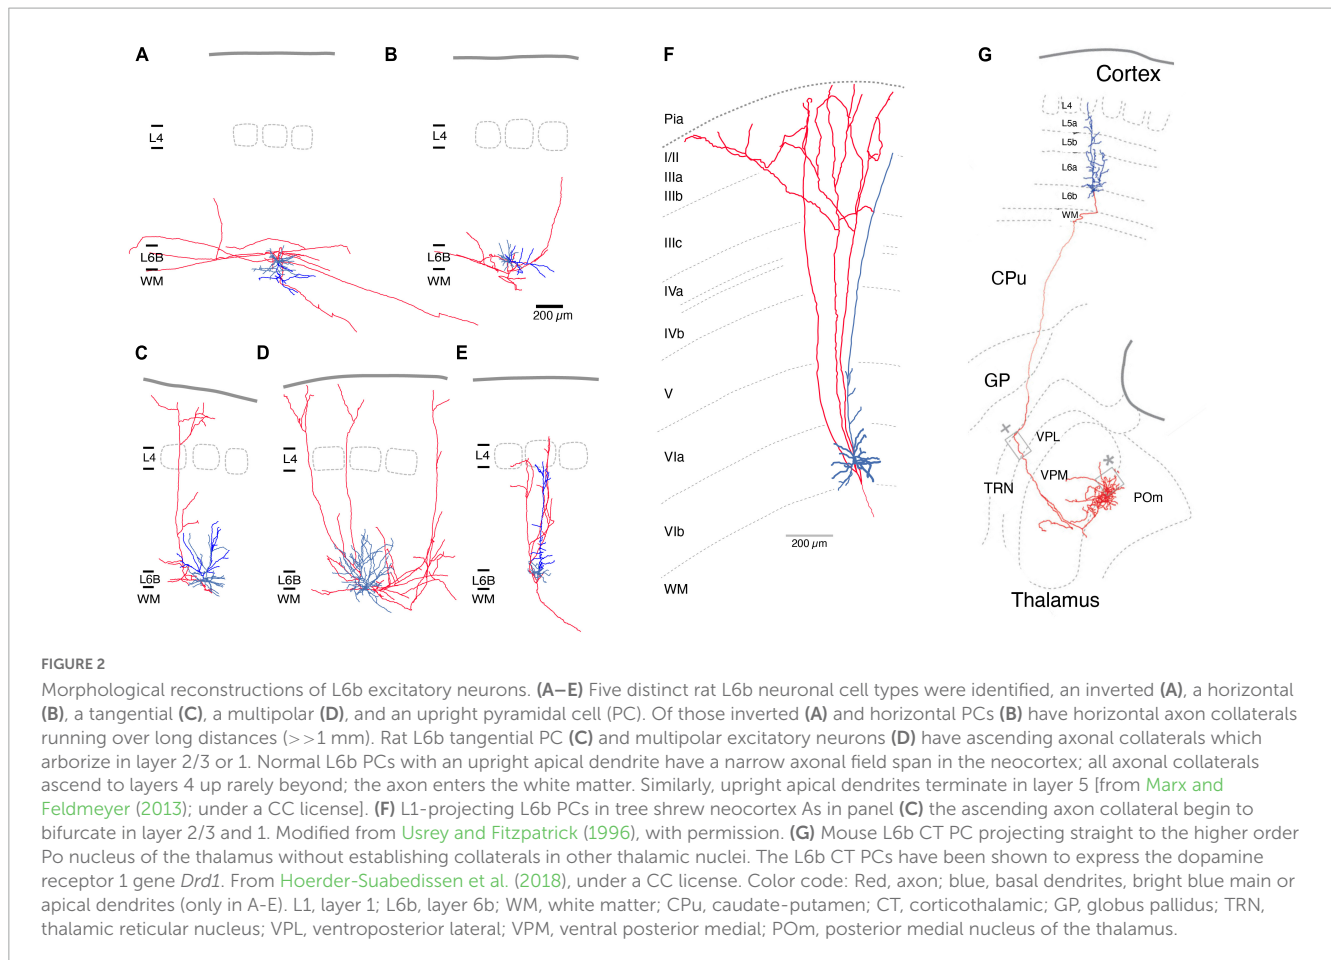 A
B
L4
L4
L6B
WM
L6B
WM
200 µm
C
D
E
L4
L4
L4
L6B
WM
L6B
WM
L6B
WM
F
Pia
I/II
IIIa
IIIb
IIIc
IVa
IVb
V
VIa
VIb
WM
200 µm
G
Cortex
L4
L5a
L5b
L6a
L6b
WM
CPu
GP
×
VPL
*
VPM
TRN
POm
Thalamus
FIGURE 2
Morphological reconstructions of L6b excitatory neurons. (A–E) Five distinct rat L6b neuronal cell types were identified, an inverted (A), a horizontal
(B), a tangential (C), a multipolar (D), and an upright pyramidal cell (PC). Of those inverted (A) and horizontal PCs (B) have horizontal axon collaterals
running over long distances (>>1 mm). Rat L6b tangential PC (C) and multipolar excitatory neurons (D) have ascending axonal collaterals which
arborize in layer 2/3 or 1. Normal L6b PCs with an upright apical dendrite have a narrow axonal field span in the neocortex; all axonal collaterals
ascend to layers 4 up rarely beyond; the axon enters the white matter. Similarly, upright apical dendrites terminate in layer 5 [from Marx and
Feldmeyer (2013); under a CC license]. (F) L1-projecting L6b PCs in tree shrew neocortex As in panel (C) the ascending axon collateral begin to
bifurcate in layer 2/3 and 1. Modified from Usrey and Fitzpatrick (1996), with permission. (G) Mouse L6b CT PC projecting straight to the higher order
Po nucleus of the thalamus without establishing collaterals in other thalamic nuclei. The L6b CT PCs have been shown to express the dopamine
receptor 1 gene Drd1. From Hoerder-Suabedissen et al. (2018), under a CC license. Color code: Red, axon; blue, basal dendrites, bright blue main or
apical dendrites (only in A-E). L1, layer 1; L6b, layer 6b; WM, white matter; CPu, caudate-putamen; CT, corticothalamic; GP, globus pallidus; TRN,
thalamic reticular nucleus; VPL, ventroposterior lateral; VPM, ventral posterior medial; POm, posterior medial nucleus of the thalamus.